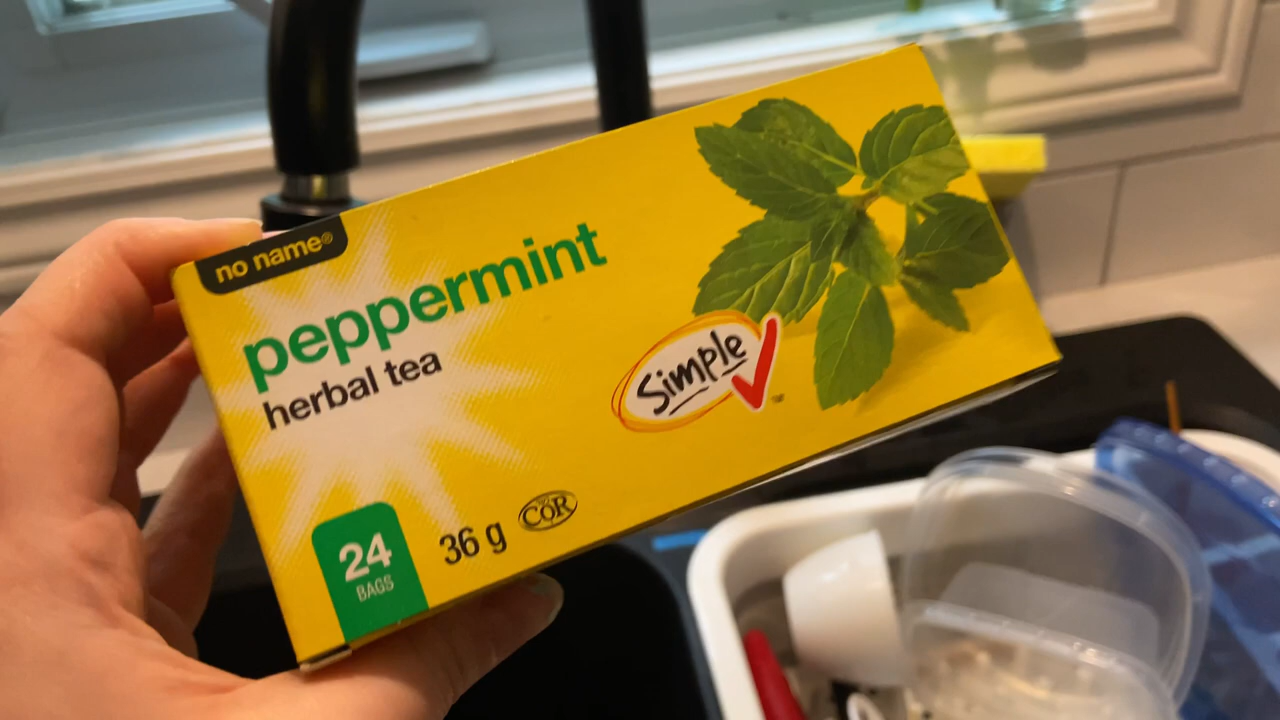 no name®
peppermint
herbal tea
Simple
24
BAGS
36 g
COR